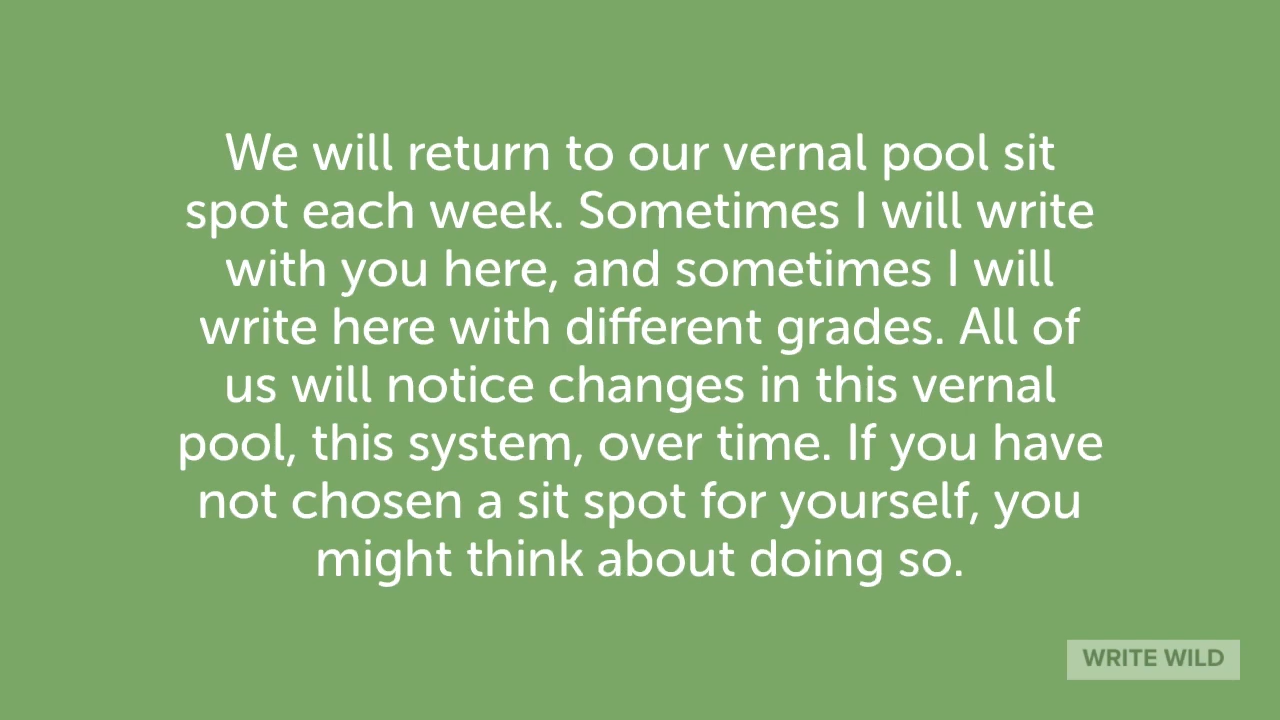 We will return to our vernal pool sit
spot each week. Sometimes I will write
with you here, and sometimes I will
write here with different grades. All of
us will notice changes in this vernal
pool, this system, over time. If you have
not chosen a sit spot for yourself, you
might think about doing so.
WRITE WILD